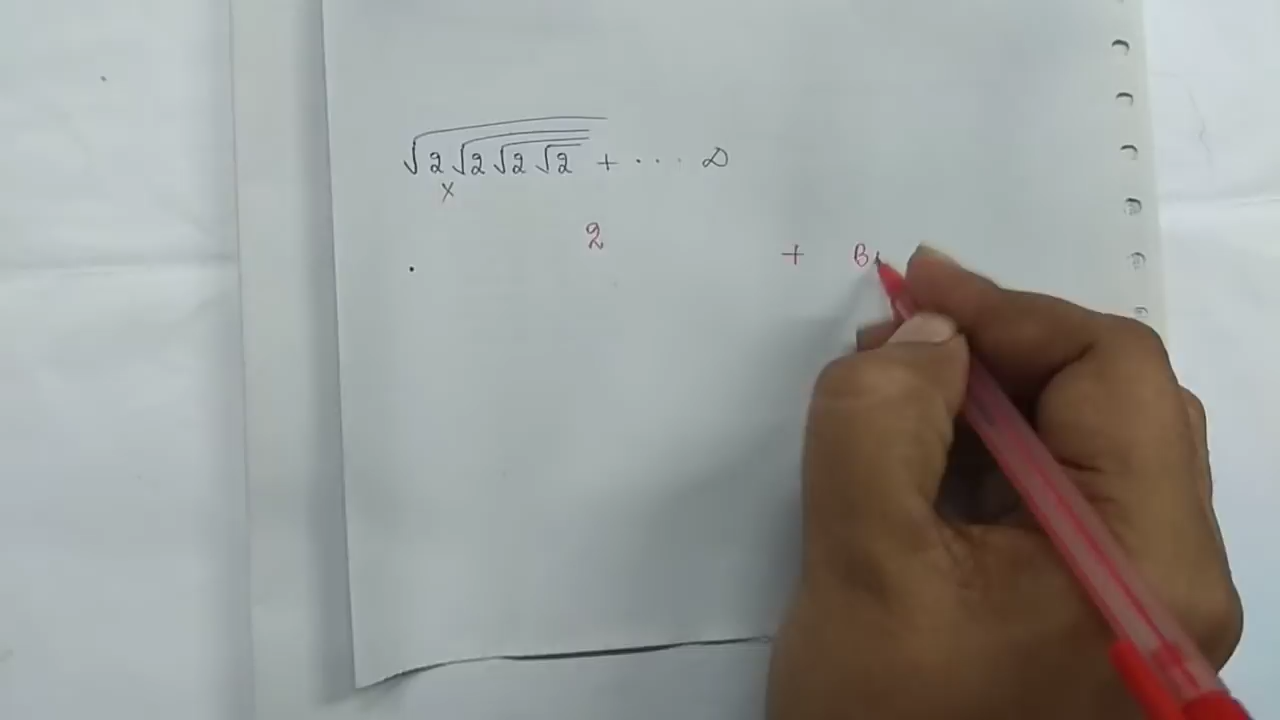 √2√2√2√2 + ... ∞
x
2
+ B